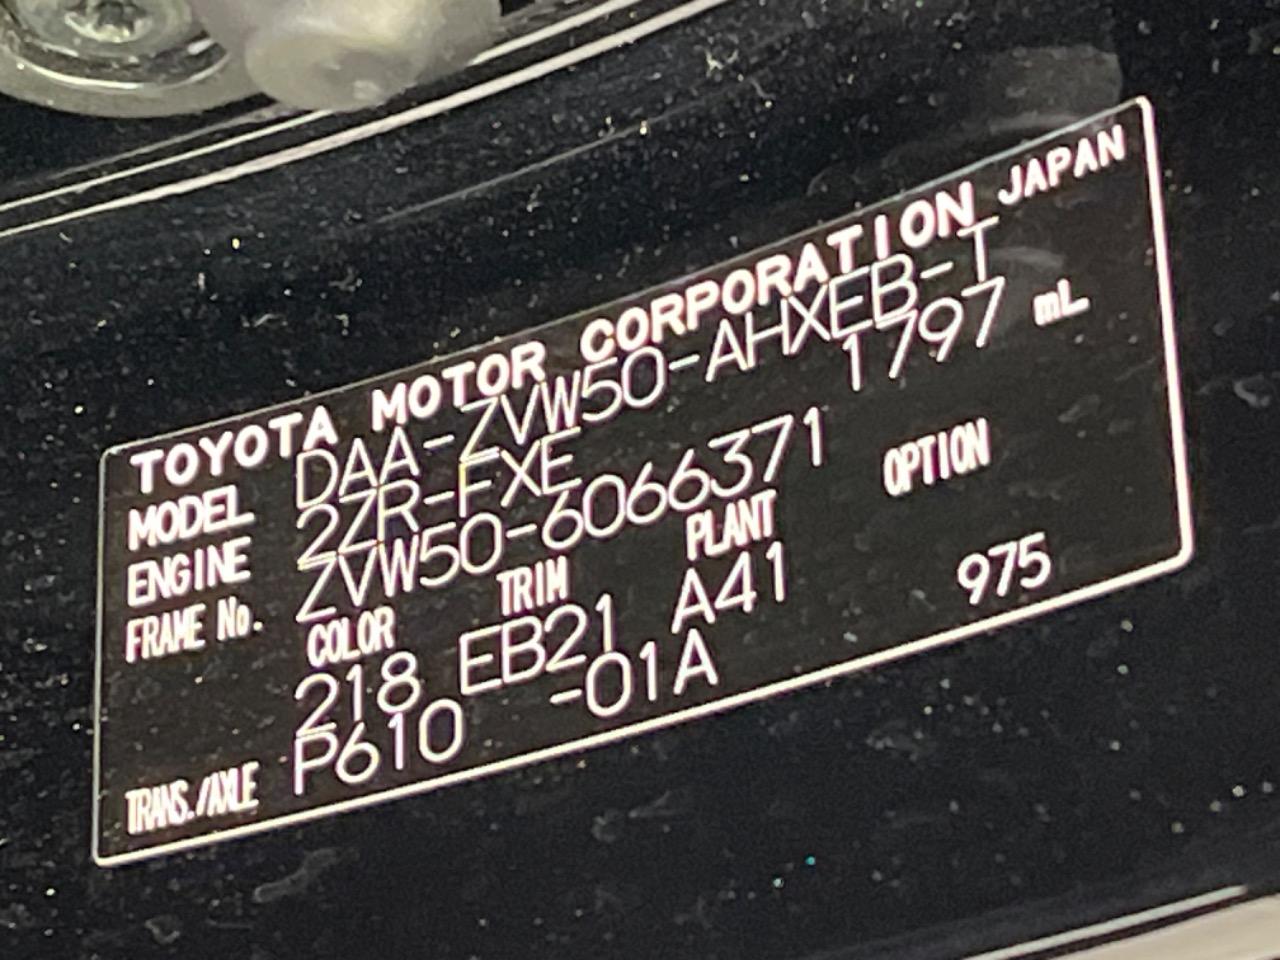 TOYOTA MOTOR CORPORATION JAPAN
MODEL DAA-ZVW50-AHXEB-T
ENGINE 2ZR-FXE 1797 mL
FRAME No. ZVW50-6066371
COLOR TRIM PLANT OPTION
218 EB21 A41 975
TRANS./AXLE P610 -01A